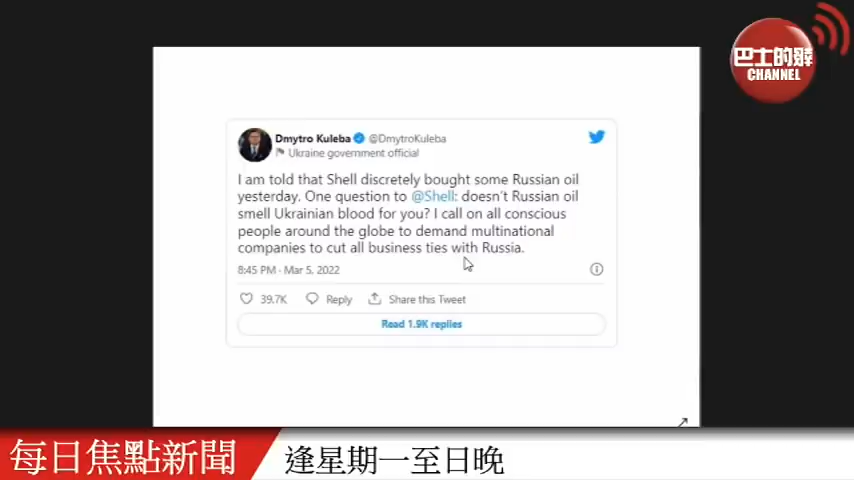 巴士的報
CHANNEL
Dmytro Kuleba @DmytroKuleba
Ukraine government official
I am told that Shell discretely bought some Russian oil
yesterday. One question to @Shell: doesn't Russian oil
smell Ukrainian blood for you? I call on all conscious
people around the globe to demand multinational
companies to cut all business ties with Russia.
8:45 PM · Mar 5, 2022
39.7K Reply Share this Tweet
Read 1.9K replies
每日焦點新聞 逢星期一至日晚